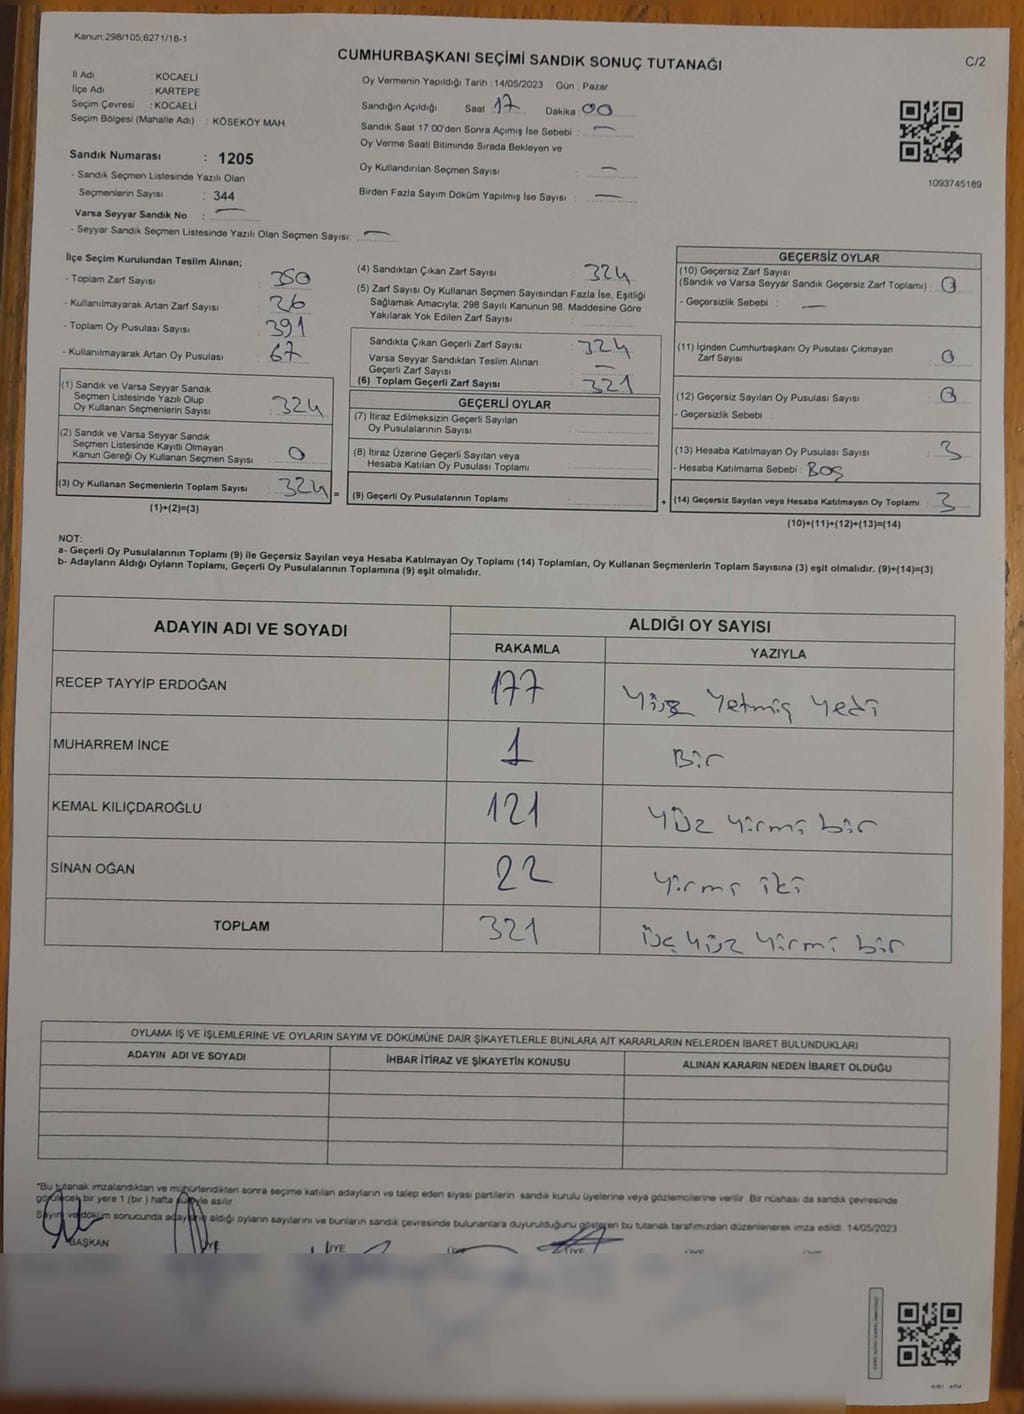 Kanun:298/105,6271/18-1
CUMHURBAŞKANI SEÇİMİ SANDIK SONUÇ TUTANAĞI
C/2
İl Adı : KOCAELİ
İlçe Adı : KARTEPE
Seçim Çevresi : KOCAELİ
Seçim Bölgesi (Mahalle Adı) : KÖSEKÖY MAH.
Oy Vermenin Yapıldığı Tarih :14/05/2023 Gün : Pazar
Sandığın Açıldığı Saat 17 Dakika 00
Sandık Saat 17:00'den Sonra Açımış İse Sebebi : —
Oy Verme Saati Bitiminde Sırada Bekleyen ve
Oy Kullandırılan Seçmen Sayısı : —
Birden Fazla Sayım Döküm Yapılmış İse Sayısı : —
1093745189
Sandık Numarası : 1205
- Sandık Seçmen Listesinde Yazılı Olan
Seçmenlerin Sayısı : 344
Varsa Seyyar Sandık No : —
- Seyyar Sandık Seçmen Listesinde Yazılı Olan Seçmen Sayısı: —
İlçe Seçim Kurulundan Teslim Alınan;
- Toplam Zarf Sayısı : 350
- Kullanılmayarak Artan Zarf Sayısı : 26
- Toplam Oy Pusulası Sayısı : 391
- Kullanılmayarak Artan Oy Pusulası : 67
(1) Sandık ve Varsa Seyyar Sandık
Seçmen Listesinde Yazılı Olup
Oy Kullanan Seçmenlerin Sayısı : 324
(2) Sandık ve Varsa Seyyar Sandık
Seçmen Listesinde Kayıtlı Olmayan
Kanun Gereği Oy Kullanan Seçmen Sayısı : 0
(3) Oy Kullanan Seçmenlerin Toplam Sayısı : 324 =
(1)+(2)=(3)
(4) Sandıktan Çıkan Zarf Sayısı : 324
(5) Zarf Sayısı Oy Kullanan Seçmen Sayısından Fazla İse, Eşitliği
Sağlamak Amacıyla; 298 Sayılı Kanunun 98. Maddesine Göre
Yakılarak Yok Edilen Zarf Sayısı :
Sandıkta Çıkan Geçerli Zarf Sayısı : 324
Varsa Seyyar Sandıktan Teslim Alınan
Geçerli Zarf Sayısı : —
(6) Toplam Geçerli Zarf Sayısı : 321
GEÇERLİ OYLAR
(7) İtiraz Edilmeksizin Geçerli Sayılan
Oy Pusulalarının Sayısı :
(8) İtiraz Üzerine Geçerli Sayılan veya
Hesaba Katılan Oy Pusulası Toplamı :
(9) Geçerli Oy Pusulalarının Toplamı : +
GEÇERSİZ OYLAR
(10) Geçersiz Zarf Sayısı
(Sandık ve Varsa Seyyar Sandık Geçersiz Zarf Toplamı) : 0
- Geçersizlik Sebebi : —
(11) İçinden Cumhurbaşkanı Oy Pusulası Çıkmayan
Zarf Sayısı : 0
(12) Geçersiz Sayılan Oy Pusulası Sayısı : 0
- Geçersizlik Sebebi :
(13) Hesaba Katılmayan Oy Pusulası Sayısı : 3
- Hesaba Katılmama Sebebi : BOŞ
(14) Geçersiz Sayılan veya Hesaba Katılmayan Oy Toplamı : 3
(10)+(11)+(12)+(13)=(14)
NOT:
a- Geçerli Oy Pusulalarının Toplamı (9) ile Geçersiz Sayılan veya Hesaba Katılmayan Oy Toplamı (14) Toplamları, Oy Kullanan Seçmenlerin Toplam Sayısına (3) eşit olmalıdır. (9)+(14)=(3)
b- Adayların Aldığı Oyların Toplamı, Geçerli Oy Pusulalarının Toplamına (9) eşit olmalıdır.
ADAYIN ADI VE SOYADI ALDIĞI OY SAYISI
RAKAMLA YAZIYLA
RECEP TAYYİP ERDOĞAN 177 Yüz Yetmiş Yedi
MUHARREM İNCE 1 Bir
KEMAL KILIÇDAROĞLU 121 Yüz Yirmi bir
SİNAN OĞAN 22 Yirmi iki
TOPLAM 321 üç yüz Yirmi bir
OYLAMA İŞ VE İŞLEMLERİNE VE OYLARIN SAYIM VE DÖKÜMÜNE DAİR ŞİKAYETLERLE BUNLARA AİT KARARLARIN NELERDEN İBARET BULUNDUKLARI
ADAYIN ADI VE SOYADI İHBAR İTİRAZ VE ŞİKAYETİN KONUSU ALINAN KARARIN NEDEN İBARET OLDUĞU
"Bu tutanak imzalandıktan ve mühürlendikten sonra seçime katılan adayların ve talep eden siyasi partilerin sandık kurulu üyelerine veya gözlemcilerine verilir. Bir nüshası da sandık çevresinde
görülecek bir yere 1 (bir ) hafta süreyle asılır.
Sayım ve döküm sonucunda adayların aldığı oyların sayılarını ve bunların sandık çevresinde bulunanlara duyurulduğunu gösteren bu tutanak tarafımızdan düzenlenerek imza edildi. 14/05/2023
BAŞKAN ÜYE ÜYE ÜYE ÜYE ÜYE ÜYE